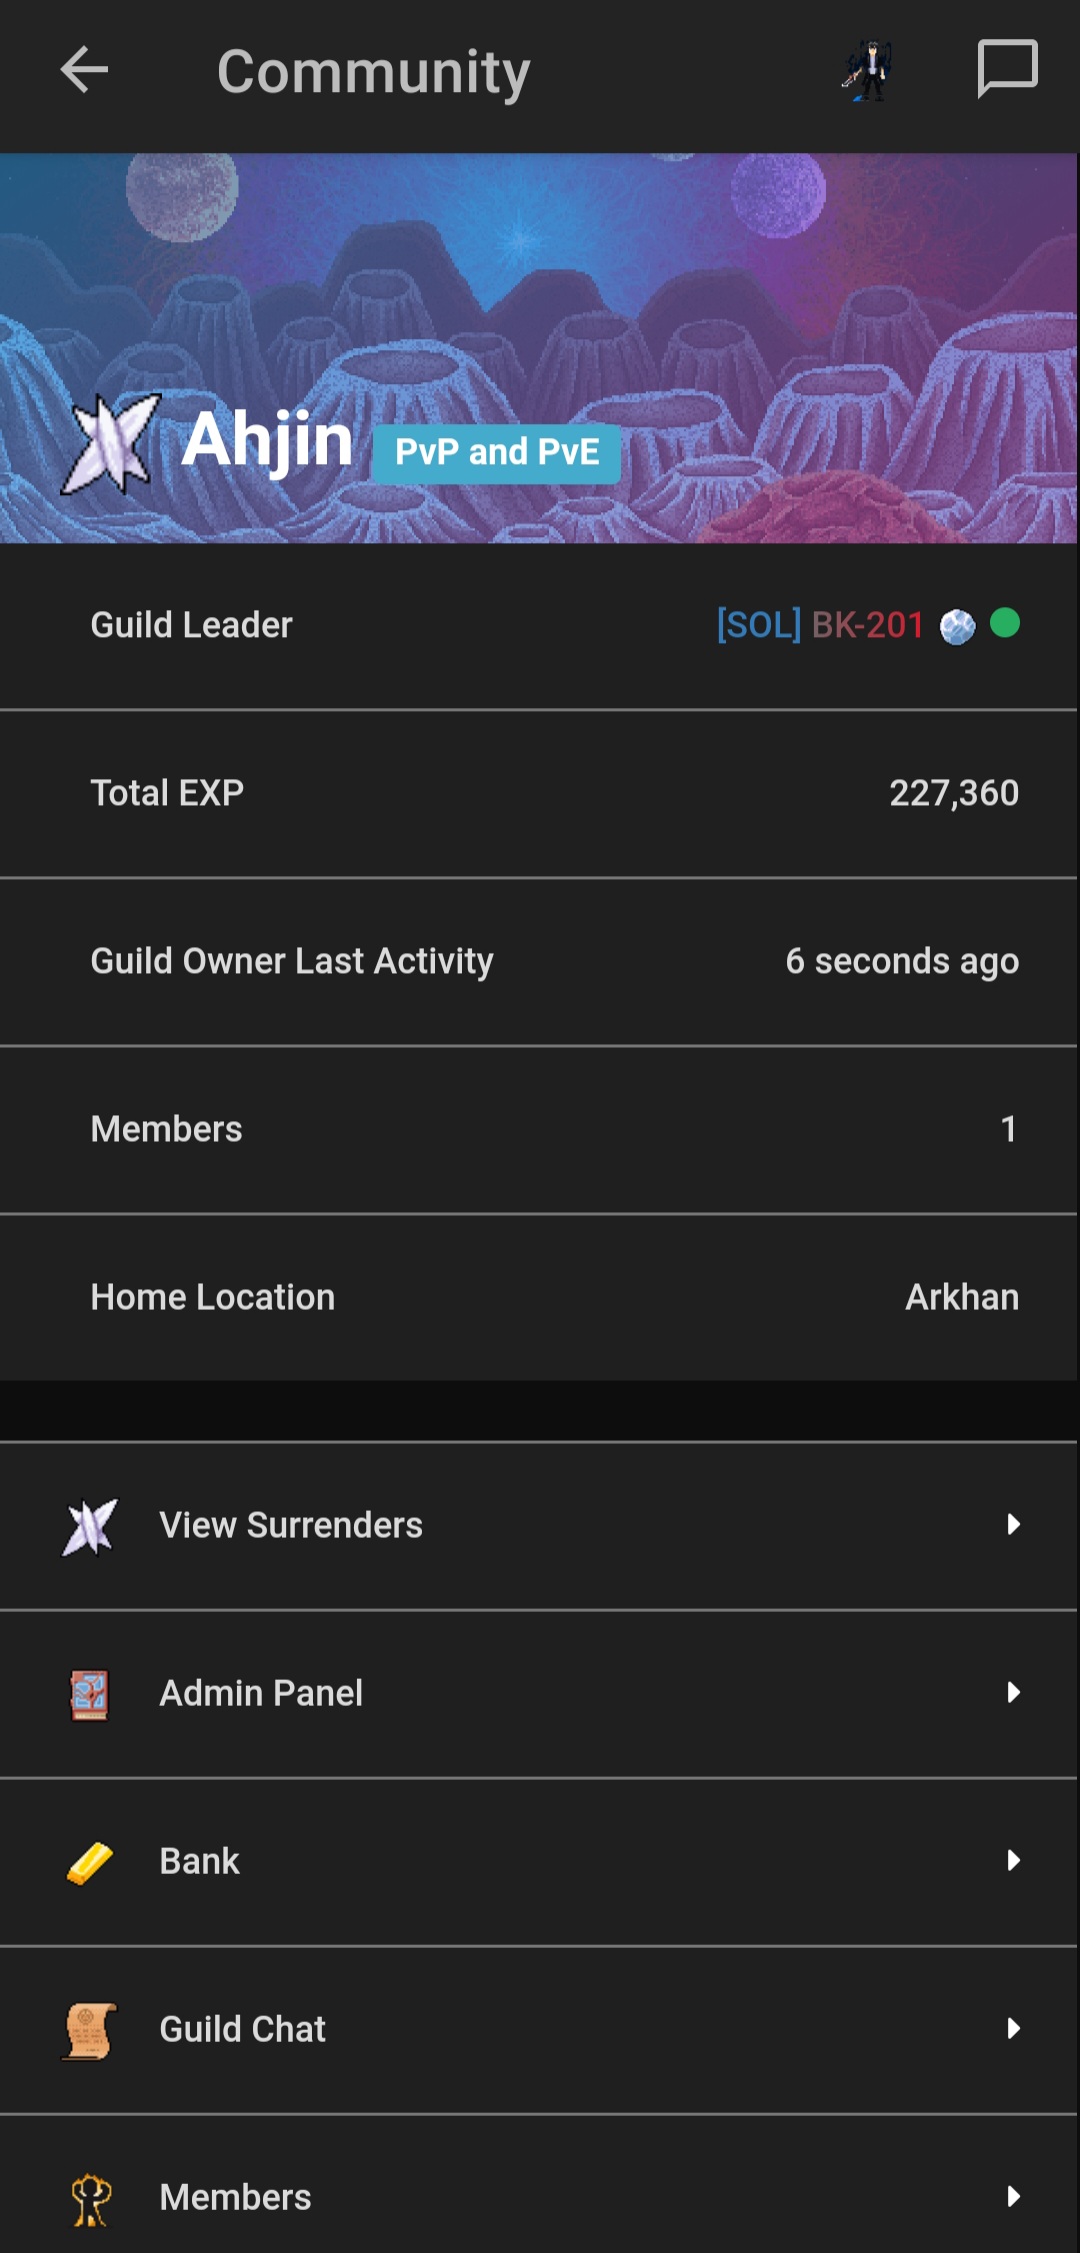 Community
Ahjin PvP and PvE
Guild Leader [SOL] BK-201
Total EXP 227,360
Guild Owner Last Activity 6 seconds ago
Members 1
Home Location Arkhan
View Surrenders
Admin Panel
Bank
Guild Chat
Members